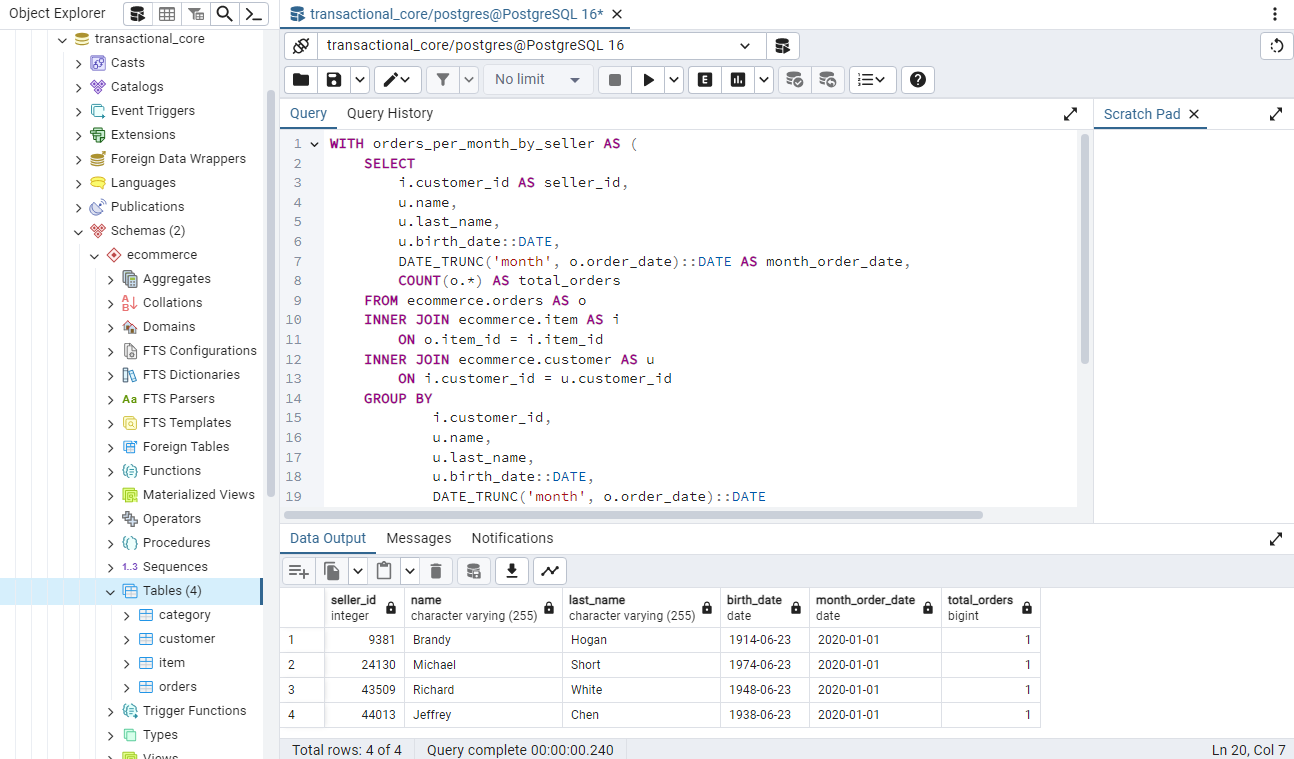 Object Explorer
transactional_core
Casts
Catalogs
Event Triggers
Extensions
Foreign Data Wrappers
Languages
Publications
Schemas (2)
ecommerce
Aggregates
Collations
Domains
FTS Configurations
FTS Dictionaries
Aa FTS Parsers
FTS Templates
Foreign Tables
Functions
Materialized Views
Operators
Procedures
1..3 Sequences
Tables (4)
category
customer
item
orders
Trigger Functions
Types
Views
transactional_core/postgres@PostgreSQL 16*
transactional_core/postgres@PostgreSQL 16
No limit
E
Query Query History
Scratch Pad
1 WITH orders_per_month_by_seller AS (
2 SELECT
3 i.customer_id AS seller_id,
4 u.name,
5 u.last_name,
6 u.birth_date::DATE,
7 DATE_TRUNC('month', o.order_date)::DATE AS month_order_date,
8 COUNT(o.*) AS total_orders
9 FROM ecommerce.orders AS o
10 INNER JOIN ecommerce.item AS i
11 ON o.item_id = i.item_id
12 INNER JOIN ecommerce.customer AS u
13 ON i.customer_id = u.customer_id
14 GROUP BY
15 i.customer_id,
16 u.name,
17 u.last_name,
18 u.birth_date::DATE,
19 DATE_TRUNC('month', o.order_date)::DATE
Data Output Messages Notifications
seller_id name last_name birth_date month_order_date total_orders
integer character varying (255) character varying (255) date date bigint
1 9381 Brandy Hogan 1914-06-23 2020-01-01 1
2 24130 Michael Short 1974-06-23 2020-01-01 1
3 43509 Richard White 1948-06-23 2020-01-01 1
4 44013 Jeffrey Chen 1938-06-23 2020-01-01 1
Total rows: 4 of 4 Query complete 00:00:00.240 Ln 20, Col 7